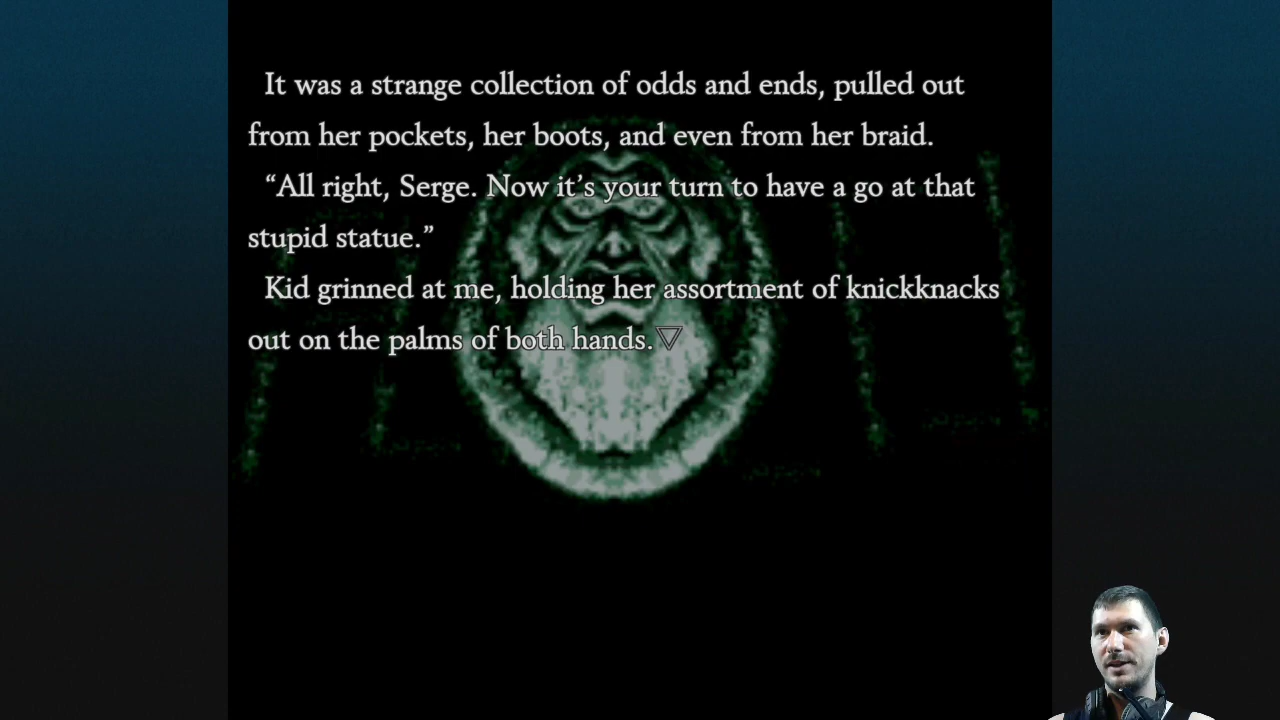 It was a strange collection of odds and ends, pulled out
from her pockets, her boots, and even from her braid.
“All right, Serge. Now it’s your turn to have a go at that
stupid statue.”
Kid grinned at me, holding her assortment of knickknacks
out on the palms of both hands.